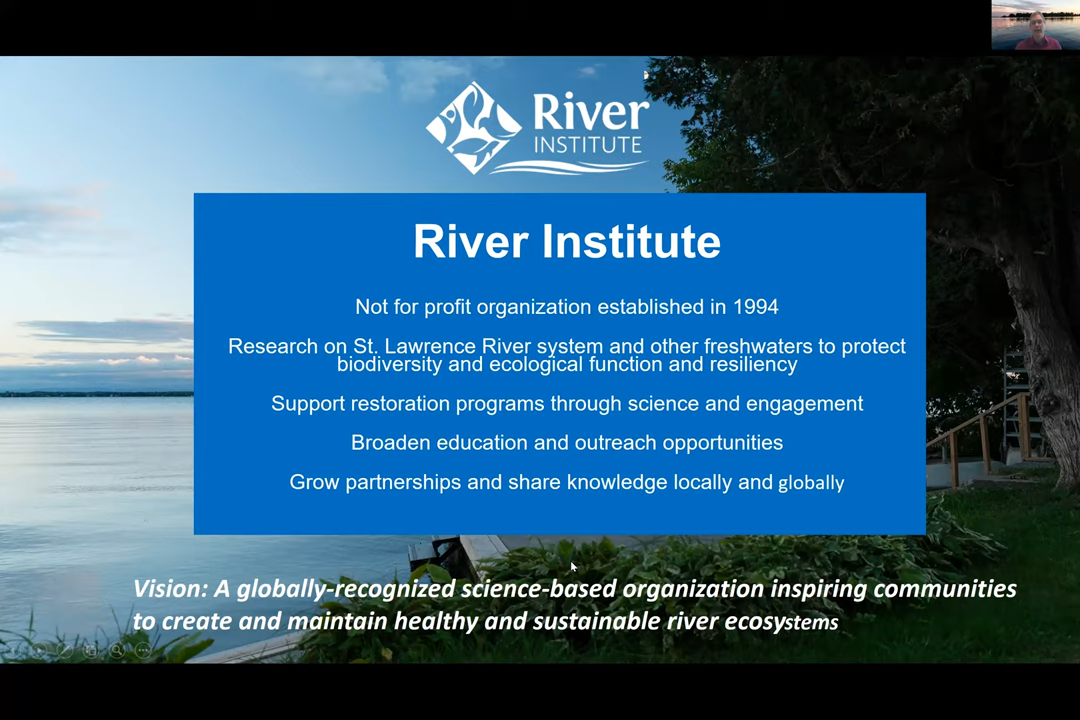 River
INSTITUTE
River Institute
Not for profit organization established in 1994
Research on St. Lawrence River system and other freshwaters to protect
biodiversity and ecological function and resiliency
Support restoration programs through science and engagement
Broaden education and outreach opportunities
Grow partnerships and share knowledge locally and globally
Vision: A globally-recognized science-based organization inspiring communities
to create and maintain healthy and sustainable river ecosystems